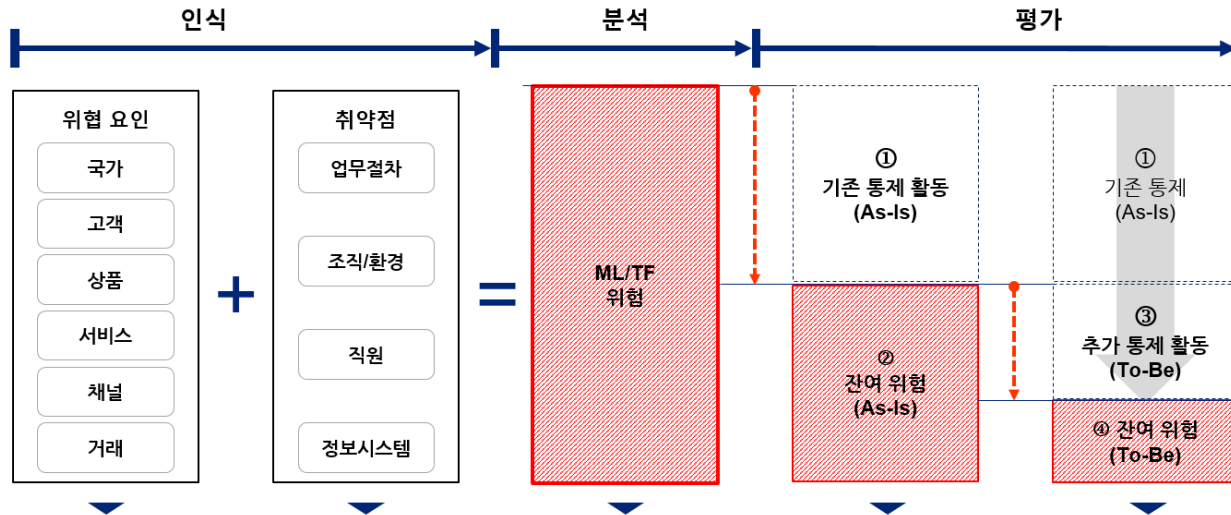 인식
분석
평가
위협 요인
국가
고객
상품
서비스
채널
거래
+
취약점
업무절차
조직/환경
직원
정보시스템
=
ML/TF
위험
①
기존 통제 활동
(As-Is)
②
잔여 위험
(As-Is)
①
기존 통제
(As-Is)
③
추가 통제 활동
(To-Be)
④ 잔여 위험
(To-Be)